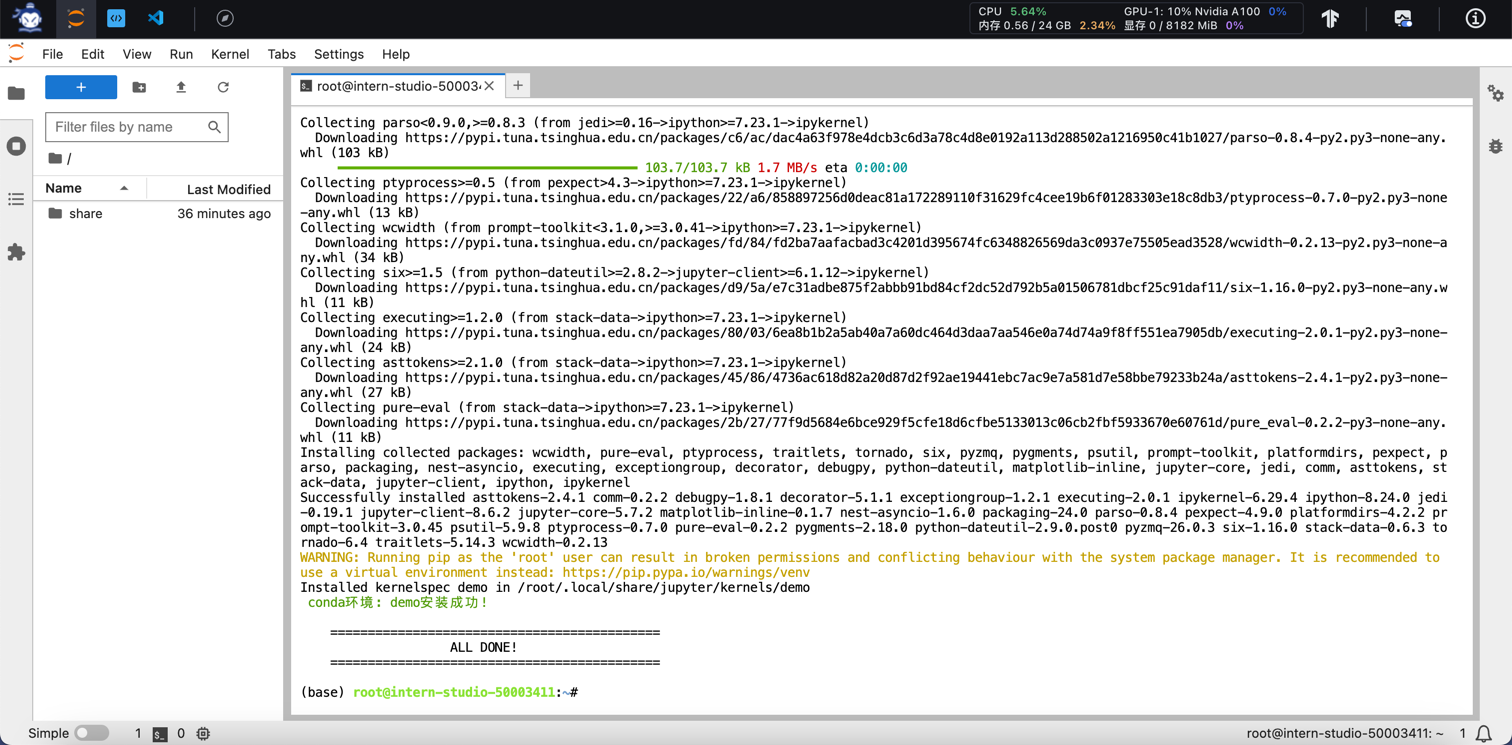 CPU 5.64% GPU-1: 10% Nvidia A100 0%
内存 0.56 / 24 GB 2.34% 显存 0 / 8182 MiB 0%
File Edit View Run Kernel Tabs Settings Help
root@intern-studio-50003
Filter files by name
/
Name Last Modified
share 36 minutes ago
Collecting parso<0.9.0,>=0.8.3 (from jedi>=0.16->ipython>=7.23.1->ipykernel)
Downloading https://pypi.tuna.tsinghua.edu.cn/packages/c6/ac/dac4a63f978e4dcb3c6d3a78c4d8e0192a113d288502a1216950c41b1027/parso-0.8.4-py2.py3-none-any.
whl (103 kB)
103.7/103.7 kB 1.7 MB/s eta 0:00:00
Collecting ptyprocess>=0.5 (from pexpect>4.3->ipython>=7.23.1->ipykernel)
Downloading https://pypi.tuna.tsinghua.edu.cn/packages/22/a6/858897256d0deac81a172289110f31629fc4cee19b6f01283303e18c8db3/ptyprocess-0.7.0-py2.py3-none
-any.whl (13 kB)
Collecting wcwidth (from prompt-toolkit<3.1.0,>=3.0.41->ipython>=7.23.1->ipykernel)
Downloading https://pypi.tuna.tsinghua.edu.cn/packages/fd/84/fd2ba7aafacbad3c4201d395674fc6348826569da3c0937e75505ead3528/wcwidth-0.2.13-py2.py3-none-a
ny.whl (34 kB)
Collecting six>=1.5 (from python-dateutil>=2.8.2->jupyter-client>=6.1.12->ipykernel)
Downloading https://pypi.tuna.tsinghua.edu.cn/packages/d9/5a/e7c31adbe875f2abbb91bd84cf2dc52d792b5a01506781dbcf25c91daf11/six-1.16.0-py2.py3-none-any.w
hl (11 kB)
Collecting executing>=1.2.0 (from stack-data->ipython>=7.23.1->ipykernel)
Downloading https://pypi.tuna.tsinghua.edu.cn/packages/80/03/6ea8b1b2a5ab40a7a60dc464d3daa7aa546e0a74d74a9f8ff551ea7905db/executing-2.0.1-py2.py3-none-
any.whl (24 kB)
Collecting asttokens>=2.1.0 (from stack-data->ipython>=7.23.1->ipykernel)
Downloading https://pypi.tuna.tsinghua.edu.cn/packages/45/86/4736ac618d82a20d87d2f92ae19441ebc7ac9e7a581d7e58bbe79233b24a/asttokens-2.4.1-py2.py3-none-
any.whl (27 kB)
Collecting pure-eval (from stack-data->ipython>=7.23.1->ipykernel)
Downloading https://pypi.tuna.tsinghua.edu.cn/packages/2b/27/77f9d5684e6bce929f5cfe18d6cfbe5133013c06cb2fbf5933670e60761d/pure_eval-0.2.2-py3-none-any.
whl (11 kB)
Installing collected packages: wcwidth, pure-eval, ptyprocess, traitlets, tornado, six, pyzmq, pygments, psutil, prompt-toolkit, platformdirs, pexpect, p
arso, packaging, nest-asyncio, executing, exceptiongroup, decorator, debugpy, python-dateutil, matplotlib-inline, jupyter-core, jedi, comm, asttokens, st
ack-data, jupyter-client, ipython, ipykernel
Successfully installed asttokens-2.4.1 comm-0.2.2 debugpy-1.8.1 decorator-5.1.1 exceptiongroup-1.2.1 executing-2.0.1 ipykernel-6.29.4 ipython-8.24.0 jedi
-0.19.1 jupyter-client-8.6.2 jupyter-core-5.7.2 matplotlib-inline-0.1.7 nest-asyncio-1.6.0 packaging-24.0 parso-0.8.4 pexpect-4.9.0 platformdirs-4.2.2 pr
ompt-toolkit-3.0.45 psutil-5.9.8 ptyprocess-0.7.0 pure-eval-0.2.2 pygments-2.18.0 python-dateutil-2.9.0.post0 pyzmq-26.0.3 six-1.16.0 stack-data-0.6.3 to
rnado-6.4 traitlets-5.14.3 wcwidth-0.2.13
WARNING: Running pip as the 'root' user can result in broken permissions and conflicting behaviour with the system package manager. It is recommended to
use a virtual environment instead: https://pip.pypa.io/warnings/venv
Installed kernelspec demo in /root/.local/share/jupyter/kernels/demo
conda环境: demo安装成功!
============================================
ALL DONE!
============================================
(base) root@intern-studio-50003411:~#
Simple 1 0 root@intern-studio-50003411: ~ 1